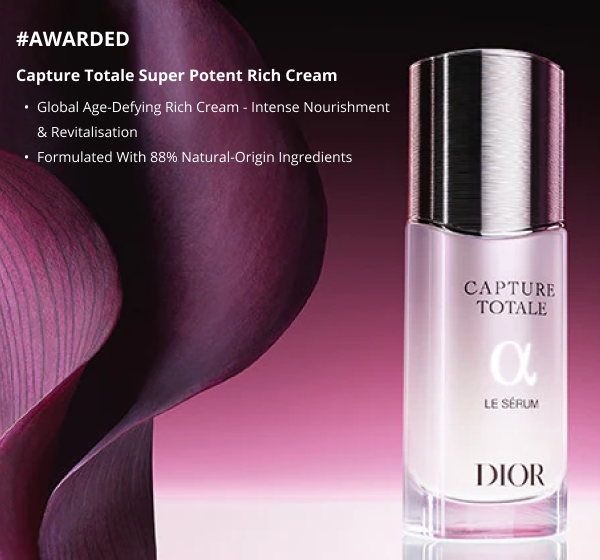 #AWARDED
Capture Totale Super Potent Rich Cream
• Global Age-Defying Rich Cream - Intense Nourishment
& Revitalisation
• Formulated With 88% Natural-Origin Ingredients
CAPTURE
TOTALE
α
LE SÉRUM
DIOR